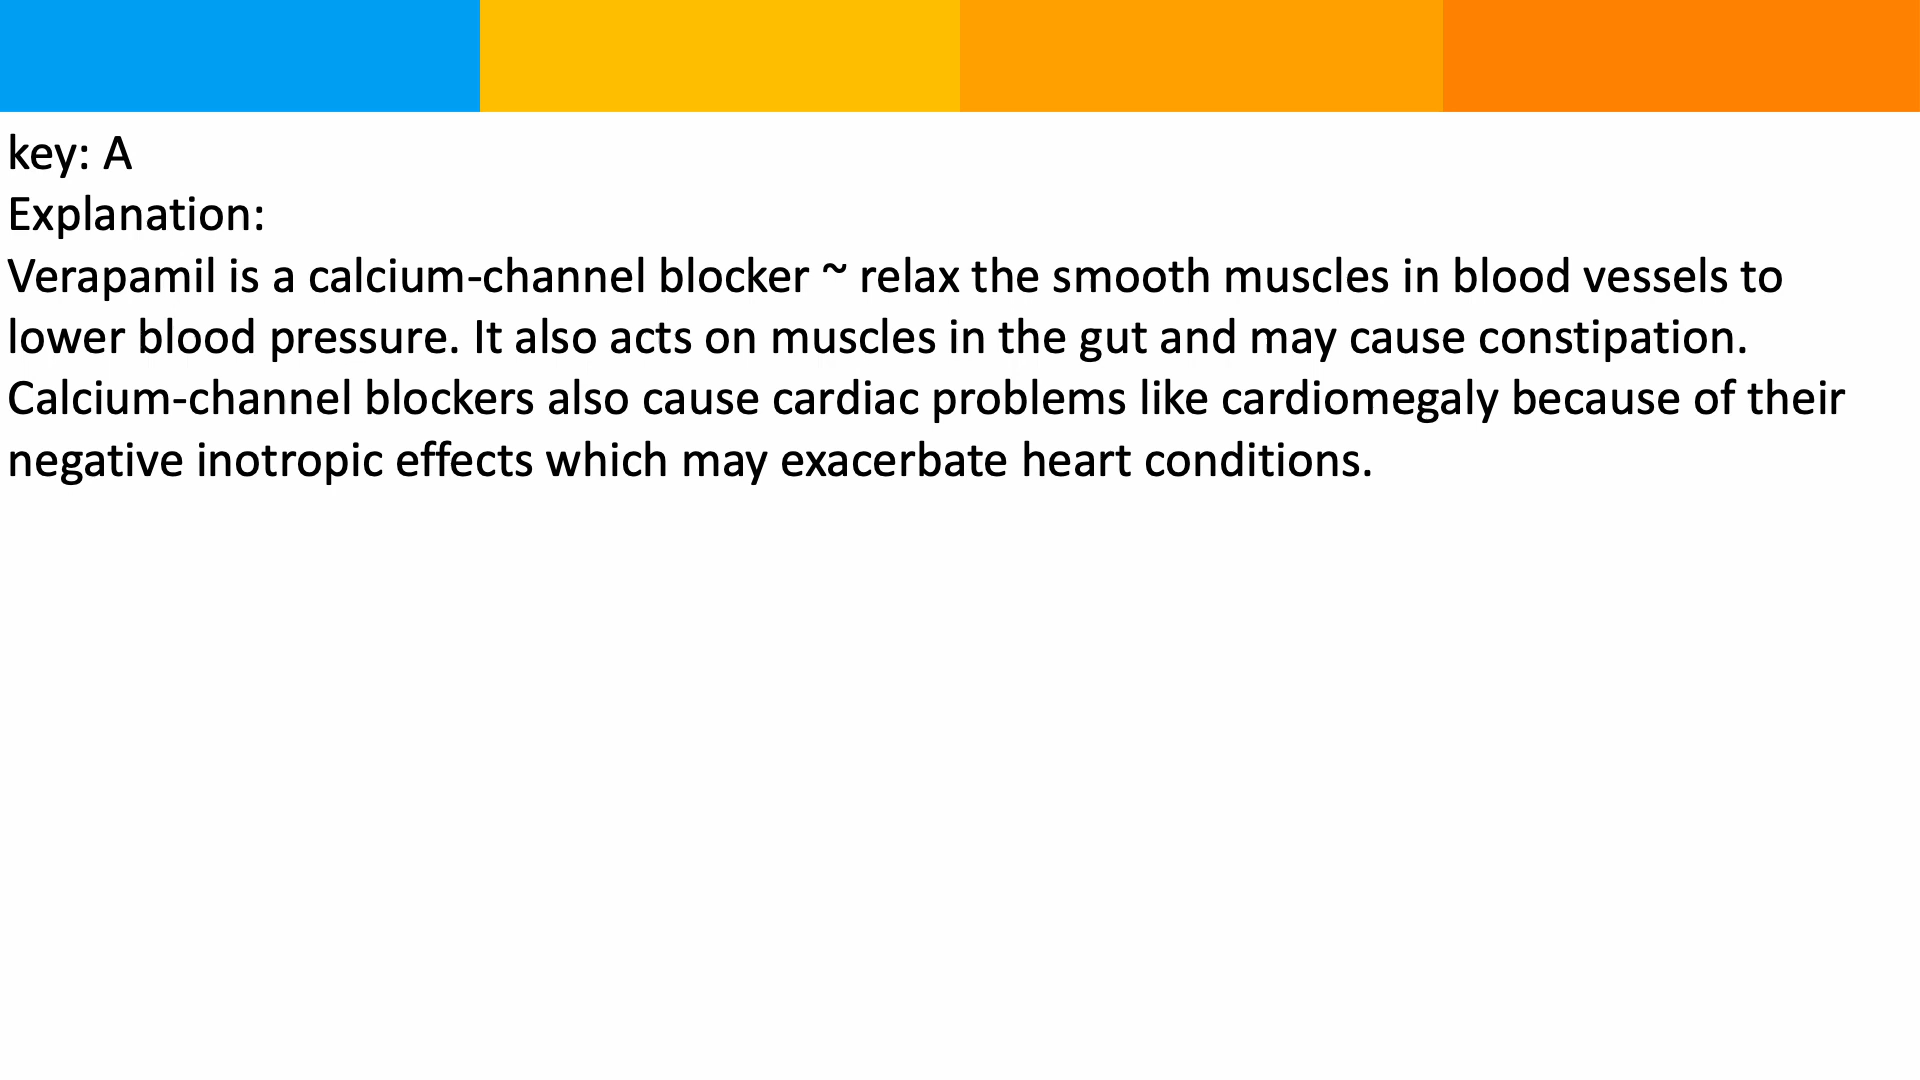 key: A
Explanation:
Verapamil is a calcium-channel blocker ~ relax the smooth muscles in blood vessels to
lower blood pressure. It also acts on muscles in the gut and may cause constipation.
Calcium-channel blockers also cause cardiac problems like cardiomegaly because of their
negative inotropic effects which may exacerbate heart conditions.